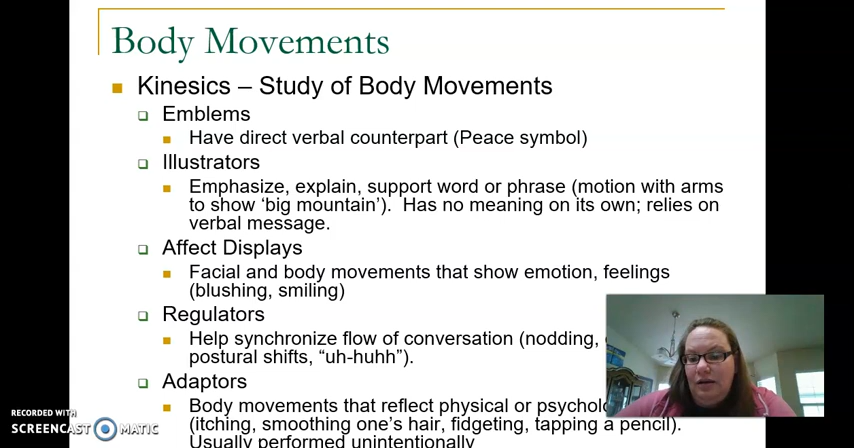 Body Movements
Kinesics – Study of Body Movements
Emblems
Have direct verbal counterpart (Peace symbol)
Illustrators
Emphasize, explain, support word or phrase (motion with arms
to show ‘big mountain’). Has no meaning on its own; relies on
verbal message.
Affect Displays
Facial and body movements that show emotion, feelings
(blushing, smiling)
Regulators
Help synchronize flow of conversation (nodding,
postural shifts, “uh-huhh”).
Adaptors
Body movements that reflect physical or
(itching, smoothing one’s hair, fidgeting, tapping a pencil).
Usually performed unintentionally
RECORDED WITH
SCREENCAST MATIC